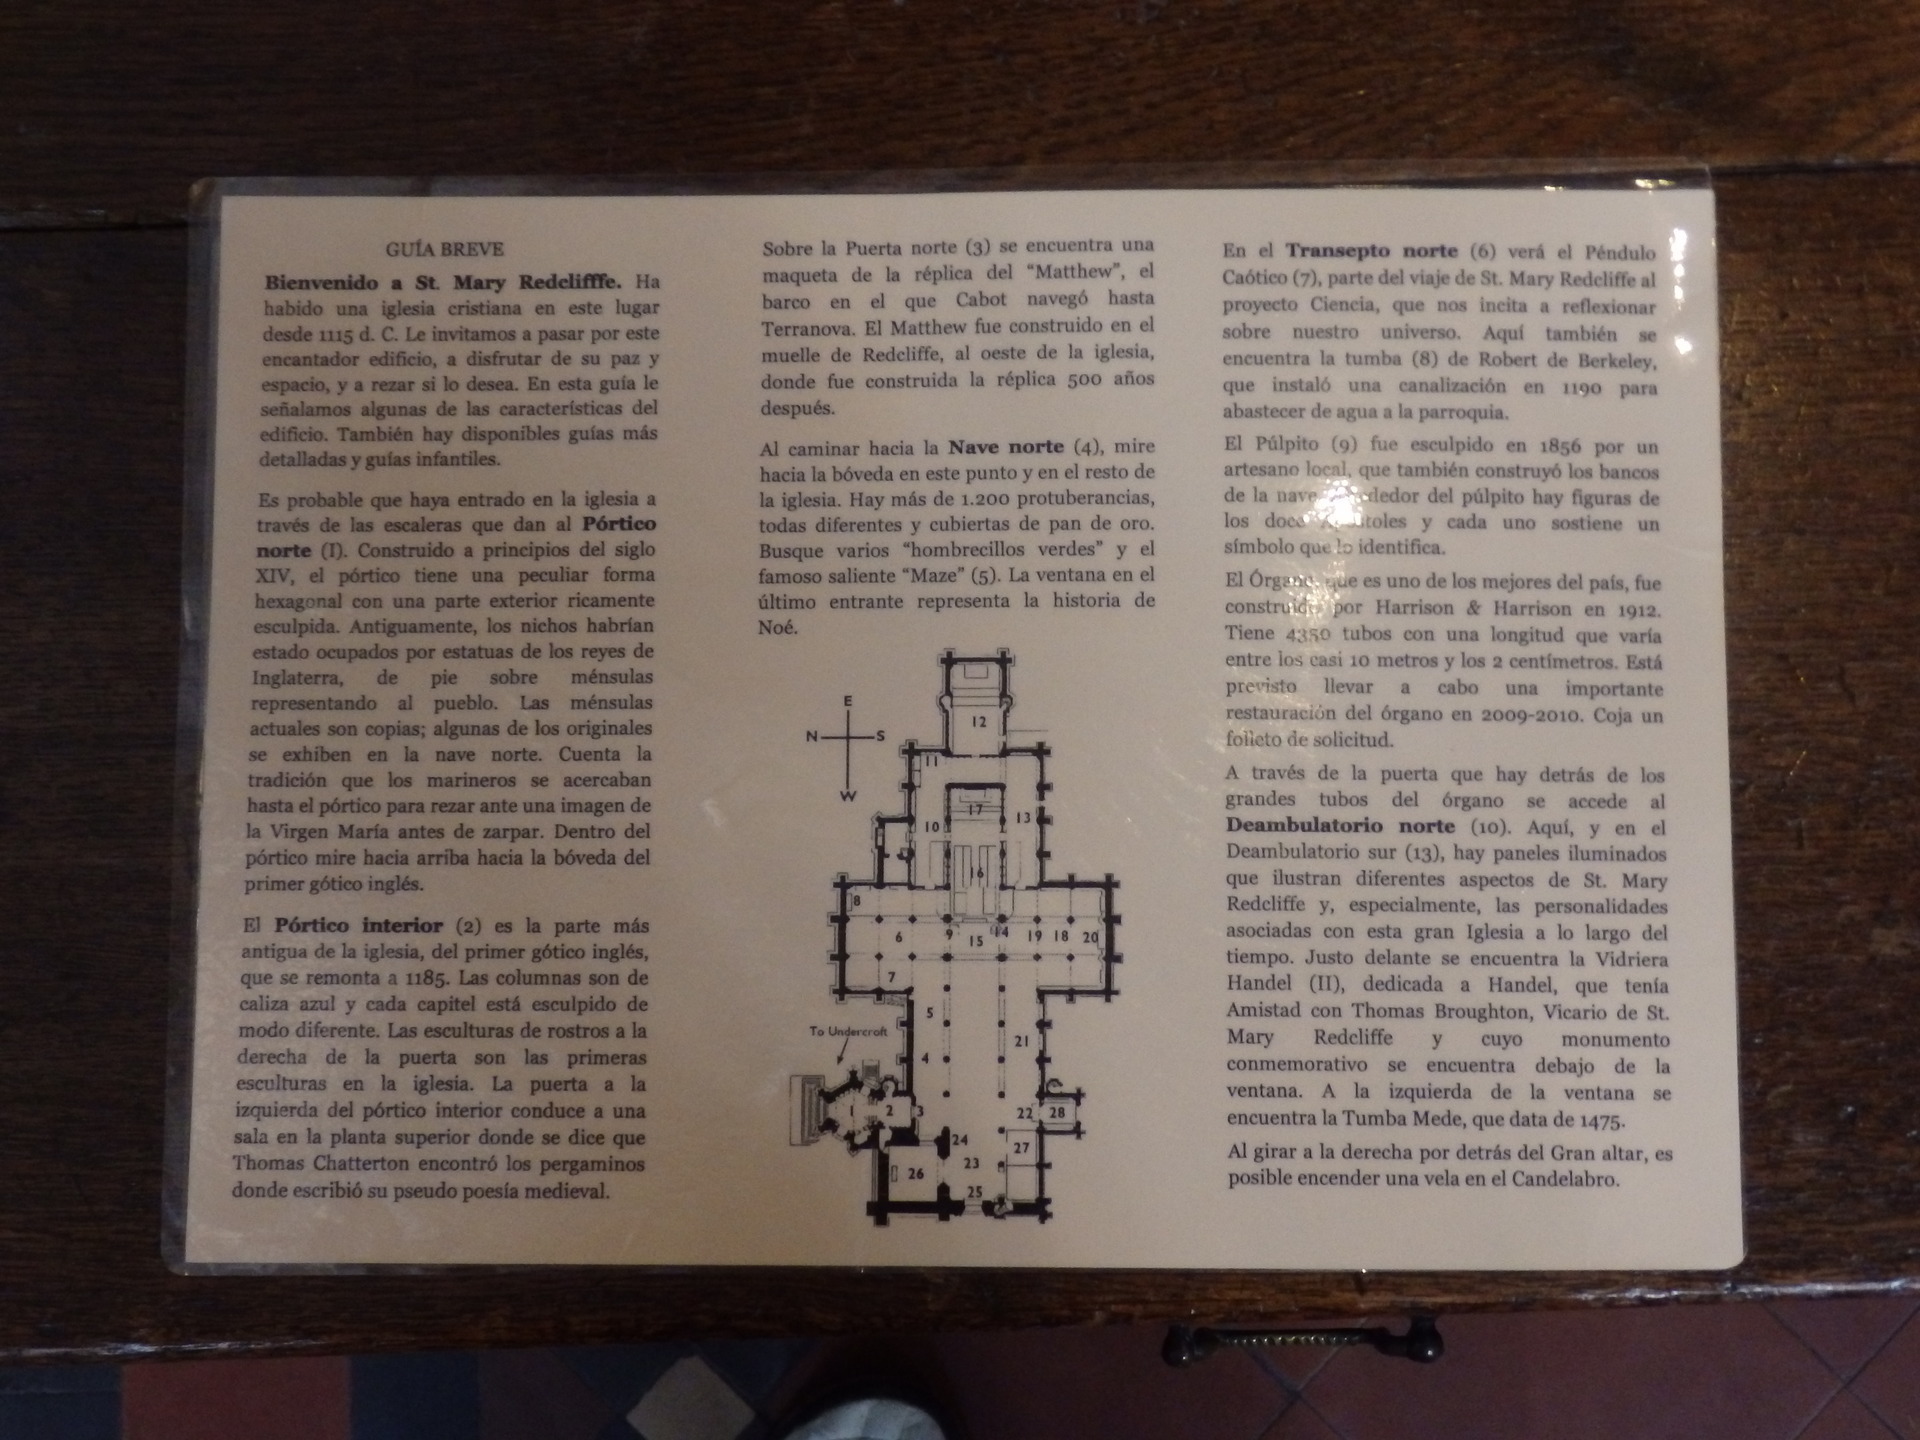 GUÍA BREVE
Bienvenido a St. Mary Redclifffe. Ha
habido una iglesia cristiana en este lugar
desde 1115 d. C. Le invitamos a pasar por este
encantador edificio, a disfrutar de su paz y
espacio, y a rezar si lo desea. En esta guía le
señalamos algunas de las características del
edificio. También hay disponibles guías más
detalladas y guías infantiles.
Es probable que haya entrado en la iglesia a
través de las escaleras que dan al Pórtico
norte (I). Construido a principios del siglo
XIV, el pórtico tiene una peculiar forma
hexagonal con una parte exterior ricamente
esculpida. Antiguamente, los nichos habrían
estado ocupados por estatuas de los reyes de
Inglaterra, de pie sobre ménsulas
representando al pueblo. Las ménsulas
actuales son copias; algunas de los originales
se exhiben en la nave norte. Cuenta la
tradición que los marineros se acercaban
hasta el pórtico para rezar ante una imagen de
la Virgen María antes de zarpar. Dentro del
pórtico mire hacia arriba hacia la bóveda del
primer gótico inglés.
El Pórtico interior (2) es la parte más
antigua de la iglesia, del primer gótico inglés,
que se remonta a 1185. Las columnas son de
caliza azul y cada capitel está esculpido de
modo diferente. Las esculturas de rostros a la
derecha de la puerta son las primeras
esculturas en la iglesia. La puerta a la
izquierda del pórtico interior conduce a una
sala en la planta superior donde se dice que
Thomas Chatterton encontró los pergaminos
donde escribió su pseudo poesía medieval.
Sobre la Puerta norte (3) se encuentra una
maqueta de la réplica del “Matthew”, el
barco en el que Cabot navegó hasta
Terranova. El Matthew fue construido en el
muelle de Redcliffe, al oeste de la iglesia,
donde fue construida la réplica 500 años
después.
Al caminar hacia la Nave norte (4), mire
hacia la bóveda en este punto y en el resto de
la iglesia. Hay más de 1.200 protuberancias,
todas diferentes y cubiertas de pan de oro.
Busque varios “hombrecillos verdes” y el
famoso saliente “Maze” (5). La ventana en el
último entrante representa la historia de
Noé.
E
N S
W
12
11
17
10 13
16
8
6 9 15 14 19 18 20
7
5
To Undercroft
21
4
1 2 3 22 28
24 27
23
26
25
En el Transepto norte (6) verá el Péndulo
Caótico (7), parte del viaje de St. Mary Redcliffe al
proyecto Ciencia, que nos incita a reflexionar
sobre nuestro universo. Aquí también se
encuentra la tumba (8) de Robert de Berkeley,
que instaló una canalización en 1190 para
abastecer de agua a la parroquia.
El Púlpito (9) fue esculpido en 1856 por un
artesano local, que también construyó los bancos
de la nave. del púlpito hay figuras de
los doce Apóstoles y cada uno sostiene un
símbolo que lo identifica.
El Órgano, que es uno de los mejores del país, fue
construido por Harrison & Harrison en 1912.
Tiene 4350 tubos con una longitud que varía
entre los casi 10 metros y los 2 centímetros. Está
previsto llevar a cabo una importante
restauración del órgano en 2009-2010. Coja un
folleto de solicitud.
A través de la puerta que hay detrás de los
grandes tubos del órgano se accede al
Deambulatorio norte (10). Aquí, y en el
Deambulatorio sur (13), hay paneles iluminados
que ilustran diferentes aspectos de St. Mary
Redcliffe y, especialmente, las personalidades
asociadas con esta gran Iglesia a lo largo del
tiempo. Justo delante se encuentra la Vidriera
Handel (II), dedicada a Handel, que tenía
Amistad con Thomas Broughton, Vicario de St.
Mary Redcliffe y cuyo monumento
conmemorativo se encuentra debajo de la
ventana. A la izquierda de la ventana se
encuentra la Tumba Mede, que data de 1475.
Al girar a la derecha por detrás del Gran altar, es
posible encender una vela en el Candelabro.